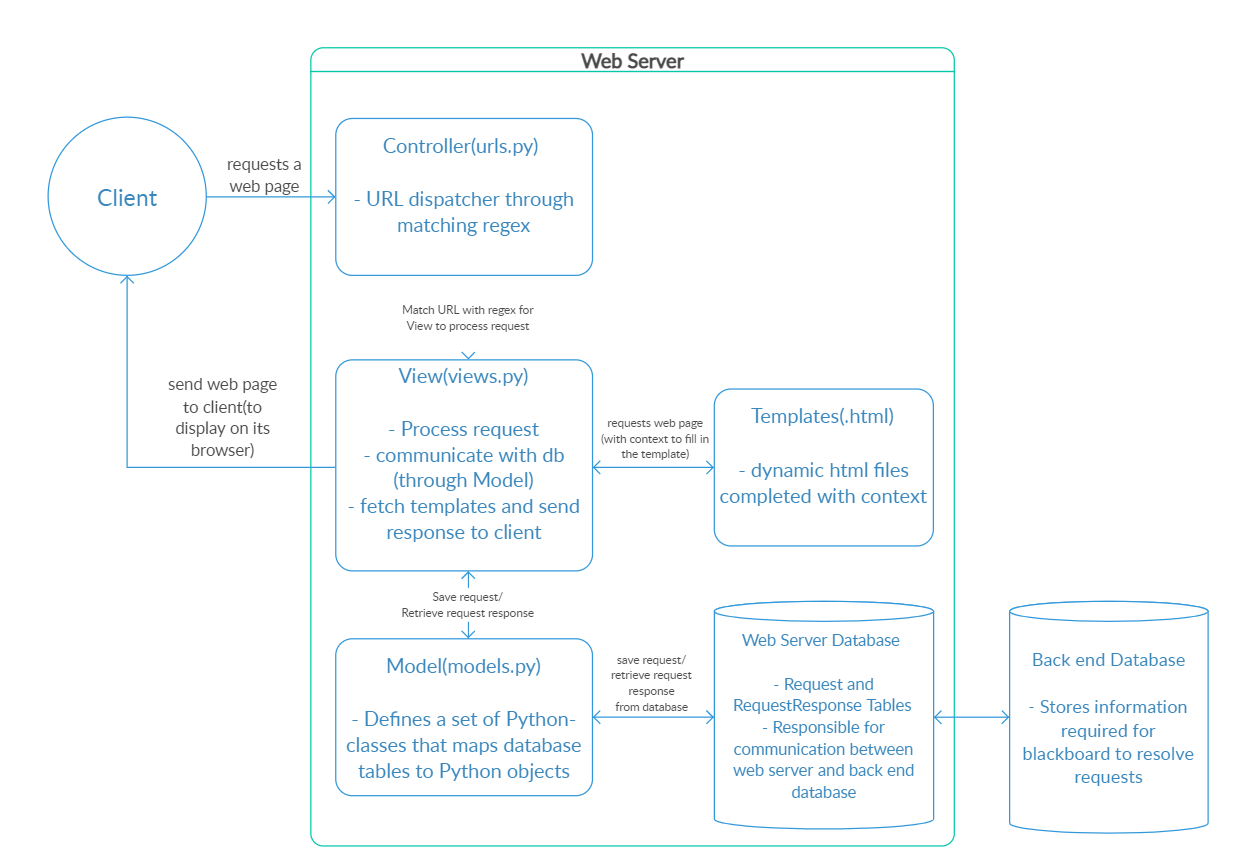 Web Server
Client
requests a
web page
Controller(urls.py)
- URL dispatcher through
matching regex
Match URL with regex for
View to process request
send web page
to client(to
display on its
browser)
View(views.py)
- Process request
- communicate with db
(through Model)
- fetch templates and send
response to client
requests web page
(with context to fill in
the template)
Templates(.html)
- dynamic html files
completed with context
Save request/
Retrieve request response
Model(models.py)
- Defines a set of Python-
classes that maps database
tables to Python objects
save request/
retrieve request
response
from database
Web Server Database
- Request and
RequestResponse Tables
- Responsible for
communication between
web server and back end
database
Back end Database
- Stores information
required for
blackboard to resolve
requests